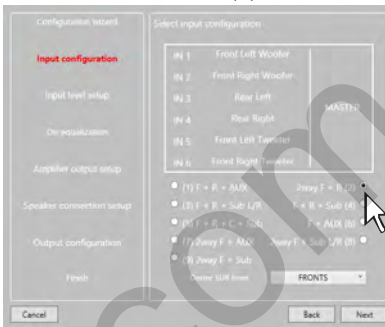 Configuration wizard
Select input configuration
Input configuration
Input level setup
De-equalization
Amplifier output setup
Speaker connection setup
Output configuration
Finish
IN 1 Front Left Woofer
IN 2 Front Right Woofer
IN 3 Rear Left
IN 4 Rear Right
IN 5 Front Left Tweeter
IN 6 Front Right Tweeter
MASTER
(1) F + R + AUX 2way F + R (2)
(3) F + R + Sub L/R F + R + Sub (4)
(5) F + R + C + Sub F + AUX (6)
(7) 2way F + AUX 2way F + Sub L/R (8)
(9) 2way F + Sub
SUB from FRONTS
Cancel Back Next
com